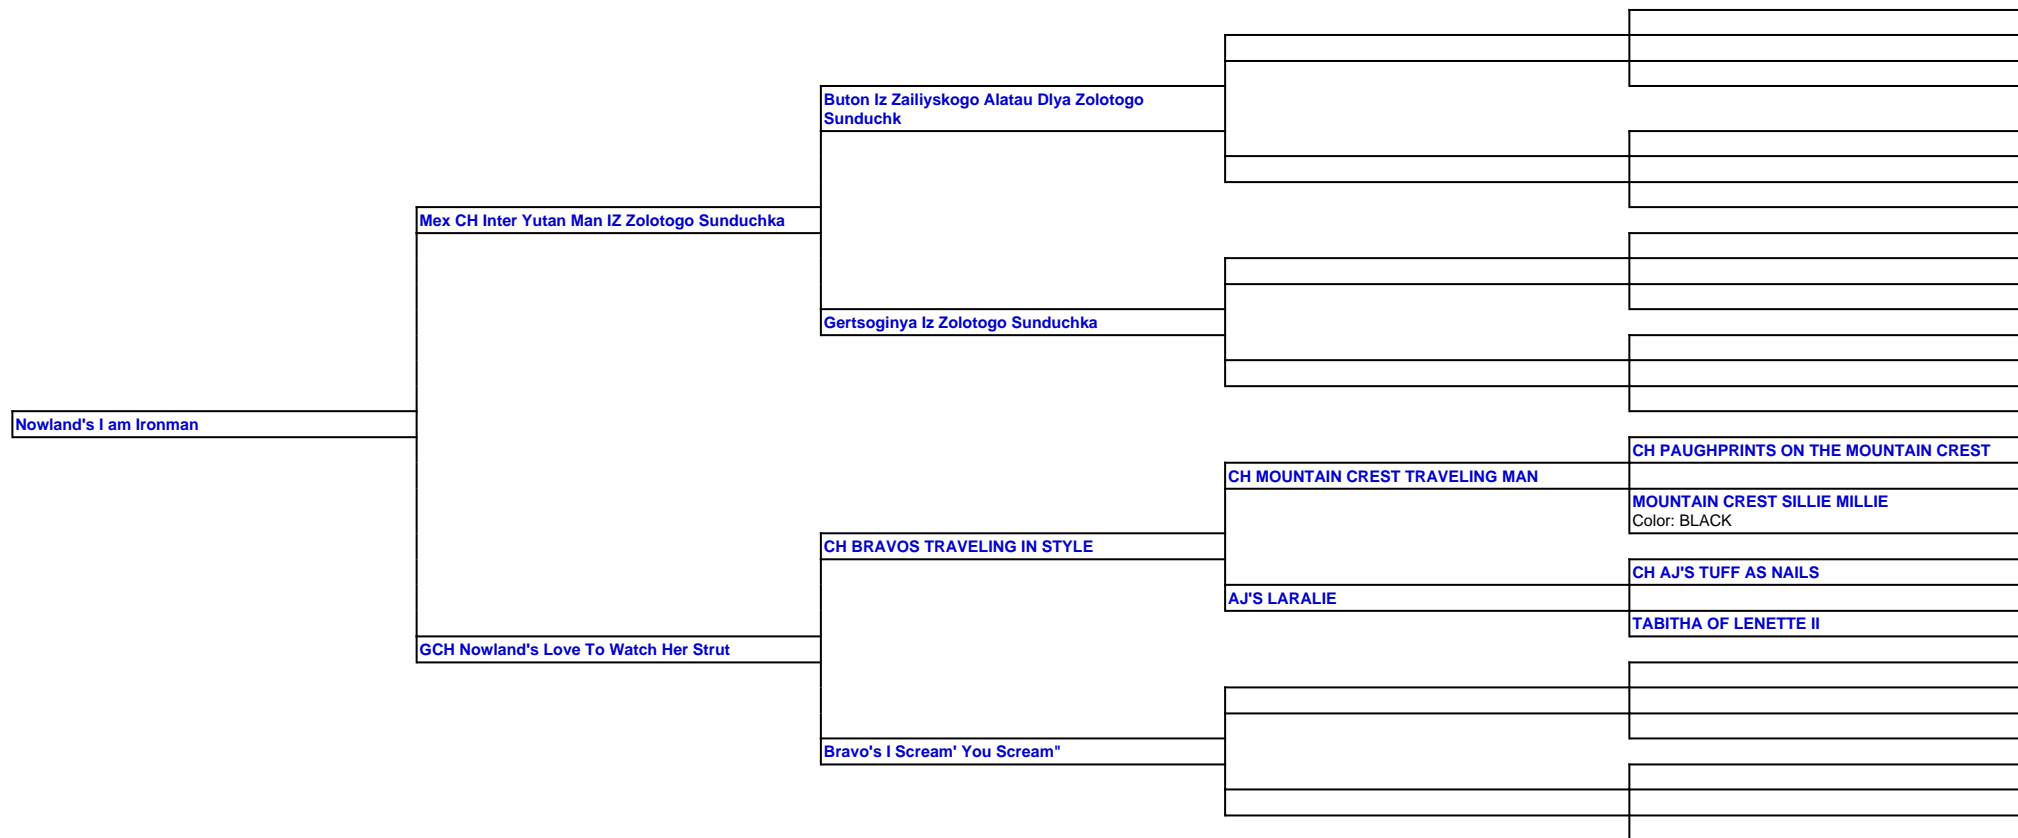 Buton Iz Zailiyskogo Alatau Dlya Zolotogo
Sunduchk
Mex CH Inter Yutan Man IZ Zolotogo Sunduchka
Gertsoginya Iz Zolotogo Sunduchka
Nowland's I am Ironman
CH PAUGHPRINTS ON THE MOUNTAIN CREST
CH MOUNTAIN CREST TRAVELING MAN
MOUNTAIN CREST SILLIE MILLIE
Color: BLACK
CH BRAVOS TRAVELING IN STYLE
CH AJ'S TUFF AS NAILS
AJ'S LARALIE
TABITHA OF LENETTE II
GCH Nowland's Love To Watch Her Strut
Bravo's I Scream' You Scream"